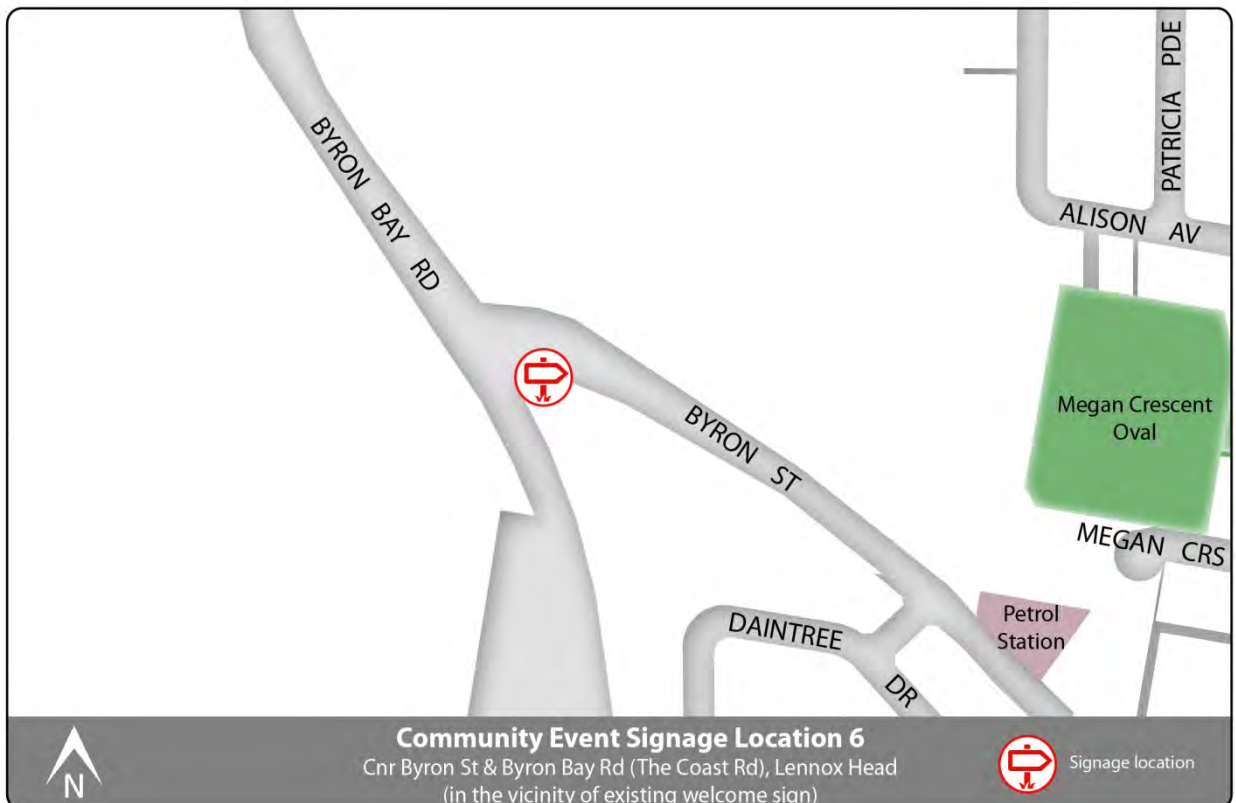 BYRON BAY RD
PATRICIA PDE
ALISON AV
Megan Crescent
Oval
BYRON ST
MEGAN CRS
Petrol
Station
DAINTREE DR
N
Community Event Signage Location 6
Cnr Byron St & Byron Bay Rd (The Coast Rd), Lennox Head
(in the vicinity of existing welcome sign)
Signage location